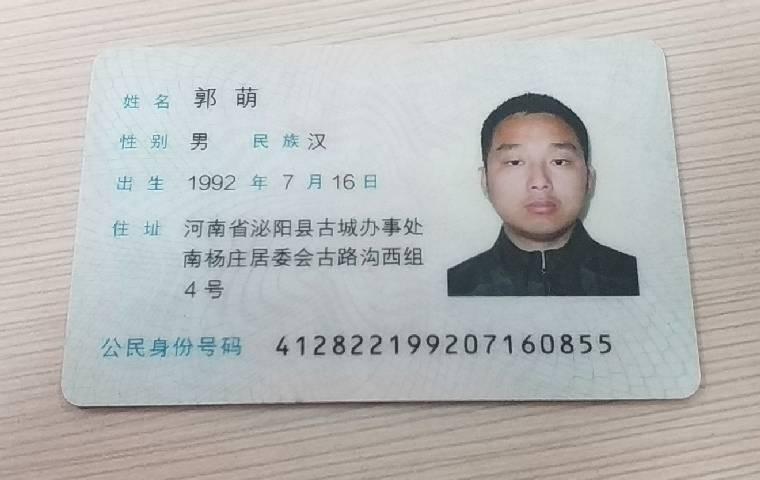 姓名 郭萌
性别 男 民族 汉
出生 1992 年 7 月 16 日
住址 河南省泌阳县古城办事处
南杨庄居委会古路沟西组
4号
公民身份号码 412822199207160855